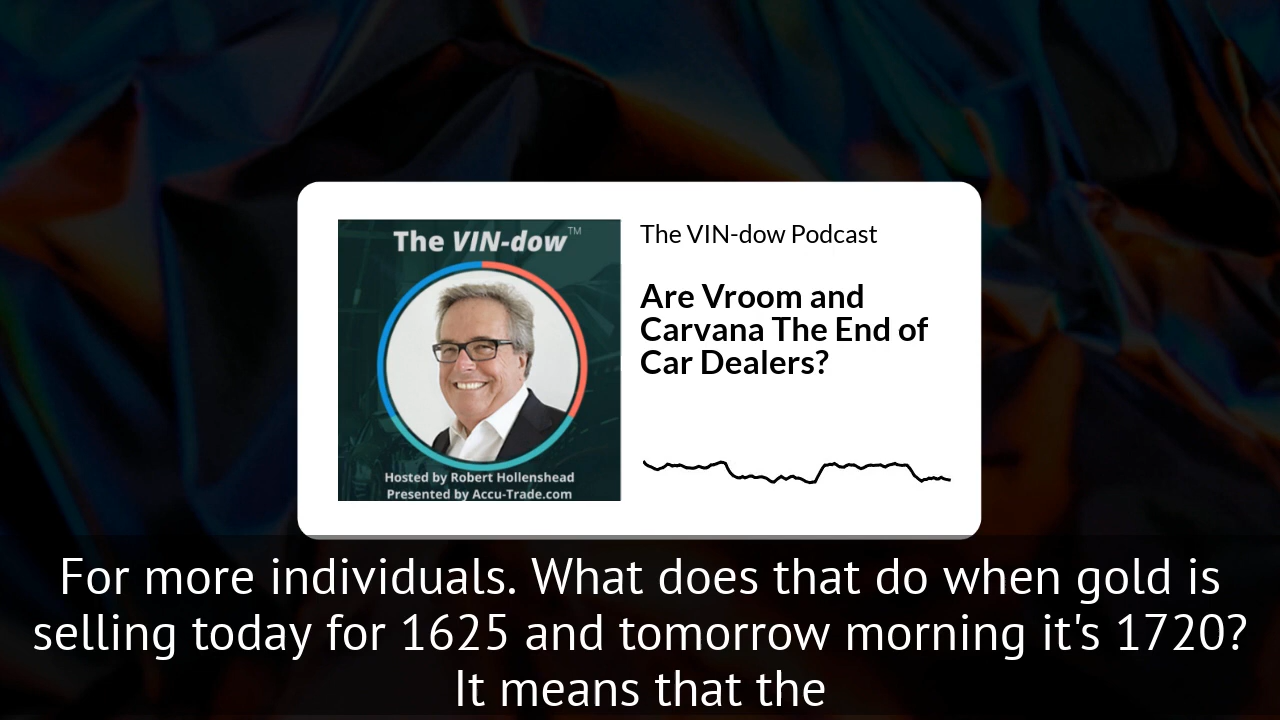 The VIN-dow™
Hosted by Robert Hollenshead
Presented by Accu-Trade.com
The VIN-dow Podcast
Are Vroom and
Carvana The End of
Car Dealers?
For more individuals. What does that do when gold is
selling today for 1625 and tomorrow morning it's 1720?
It means that the